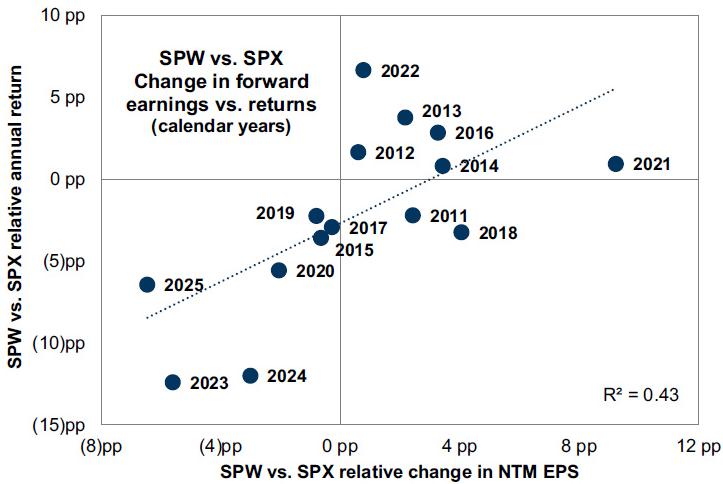 SPW vs. SPX
Change in forward
earnings vs. returns
(calendar years)
SPW vs. SPX relative annual return
10 pp
5 pp
0 pp
(5)pp
(10)pp
(15)pp
2022
2013
2016
2012
2014
2021
2019
2011
2017
2018
2015
2020
2025
2023
2024
R² = 0.43
(8)pp
(4)pp
0 pp
4 pp
8 pp
12 pp
SPW vs. SPX relative change in NTM EPS